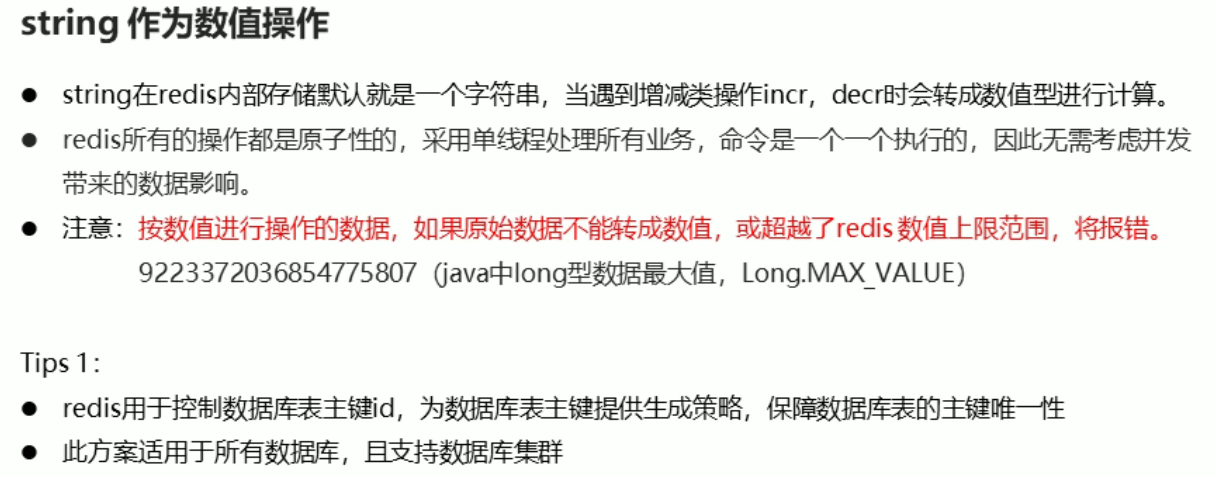 string 作为数值操作
● string在redis内部存储默认就是一个字符串，当遇到增减类操作incr，decr时会转成数值型进行计算。
● redis所有的操作都是原子性的，采用单线程处理所有业务，命令是一个一个执行的，因此无需考虑并发
带来的数据影响。
● 注意：按数值进行操作的数据，如果原始数据不能转成数值，或超越了redis 数值上限范围，将报错。
9223372036854775807（java中long型数据最大值，Long.MAX_VALUE）
Tips 1：
● redis用于控制数据库表主键id，为数据库表主键提供生成策略，保障数据库表的主键唯一性
● 此方案适用于所有数据库，且支持数据库集群